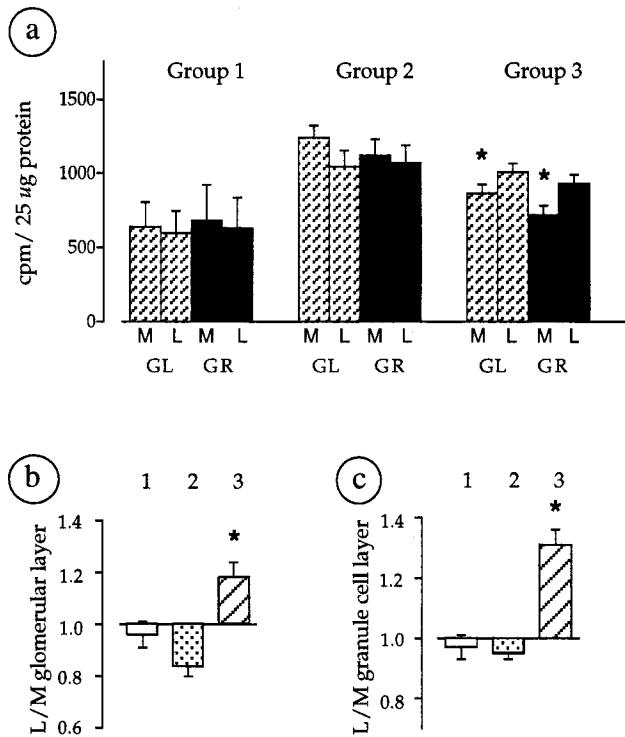 a
Group 1 Group 2 Group 3
cpm/ 25 ug protein
1500
1000
500
0
* *
M L M L M L M L M L M L
GL GR GL GR GL GR
b
1 2 3
L/M glomerular layer
1.4
1.2
1.0
0.8
0.6
*
c
1 2 3
L/M granule cell layer
1.4
1.2
1.0
0.8
*